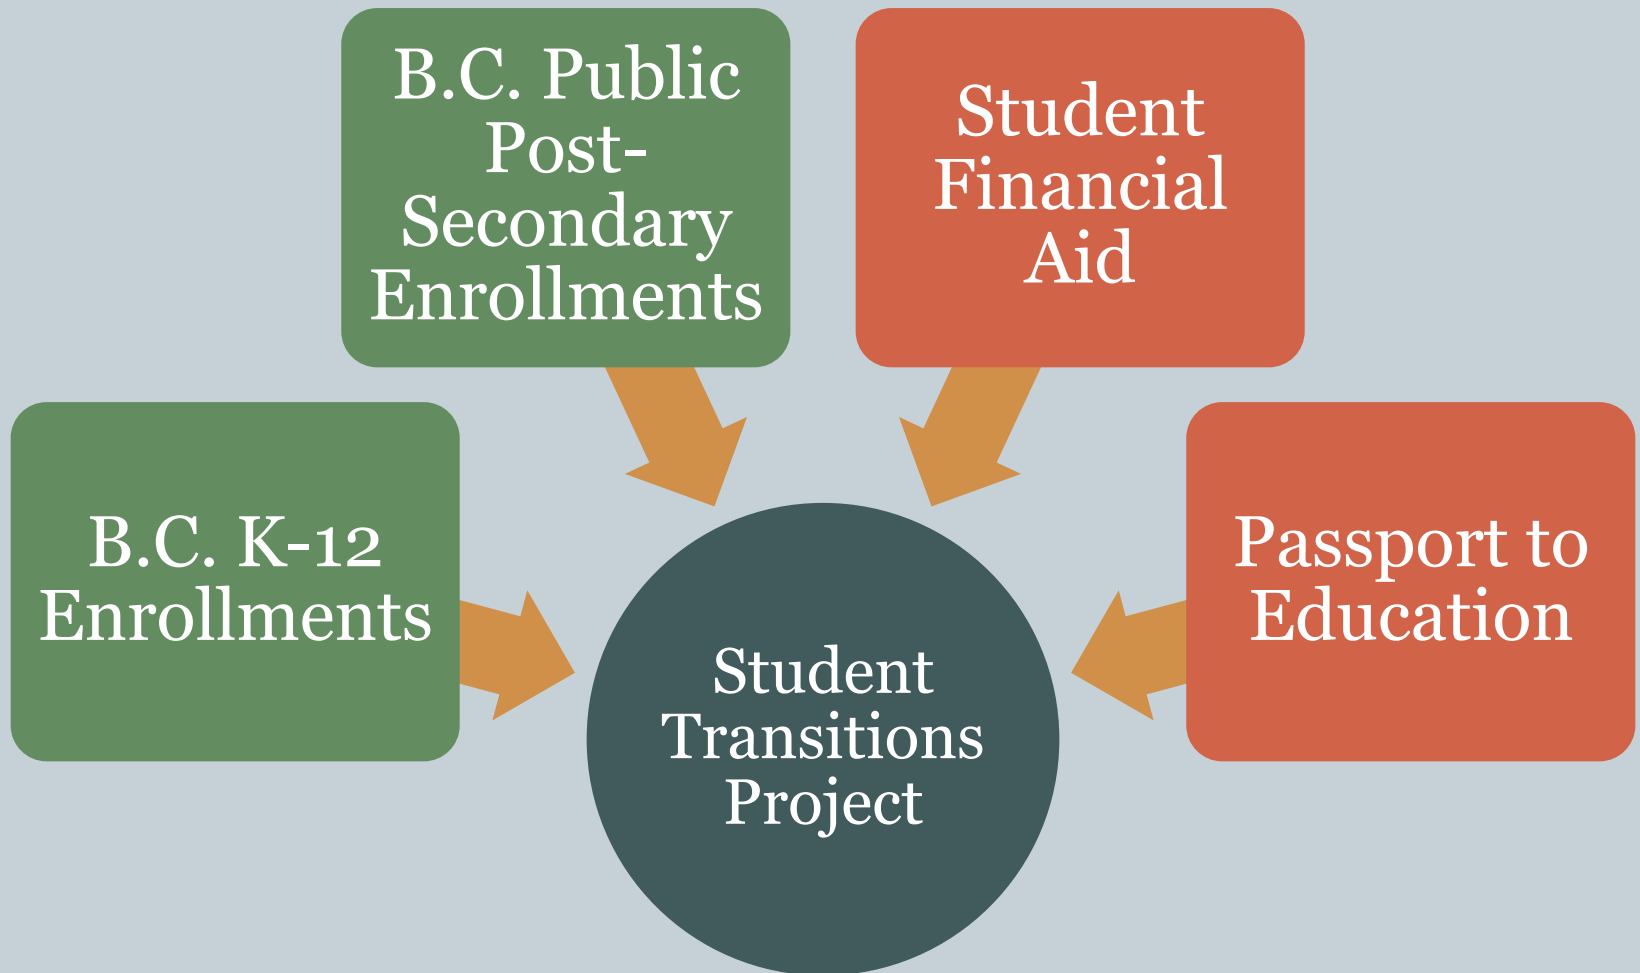 B.C. Public
Post-
Secondary
Enrollments
Student
Financial
Aid
B.C. K-12
Enrollments
Passport to
Education
Student
Transitions
Project